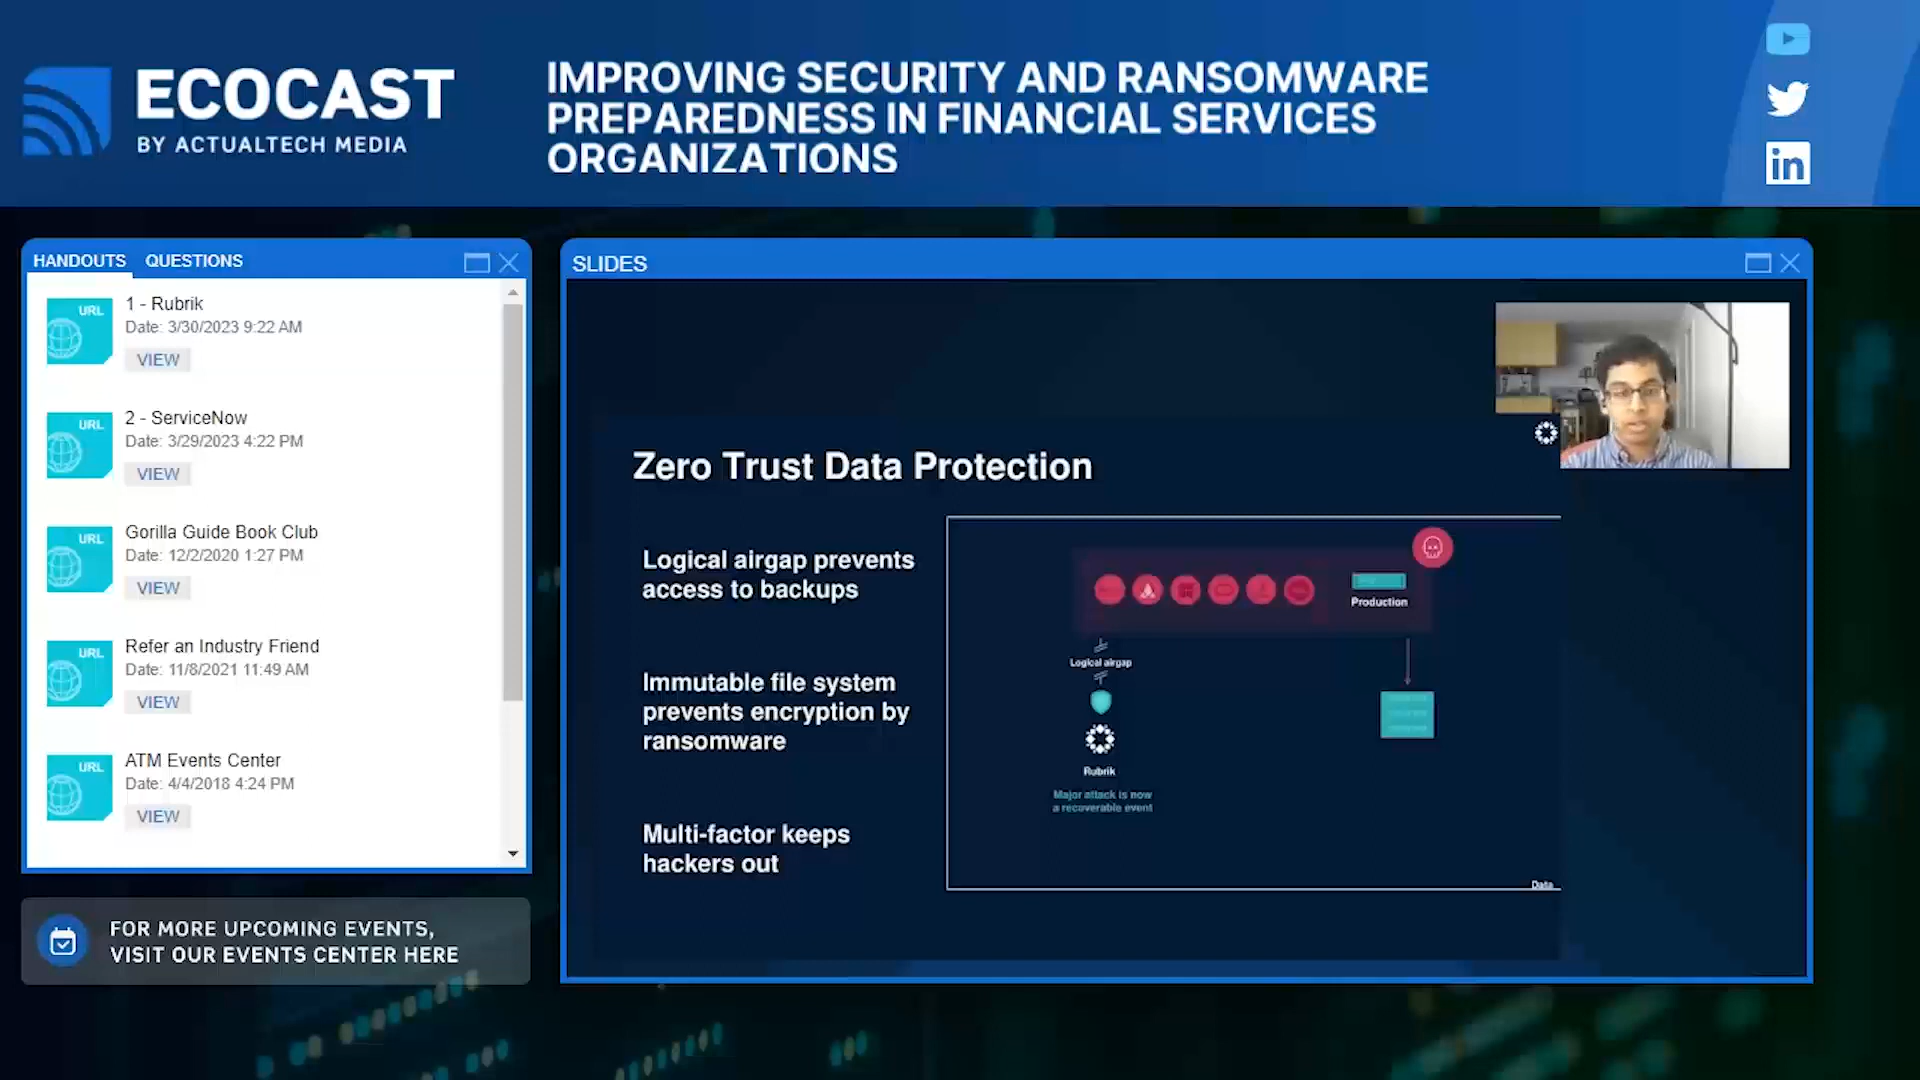 ECOCAST
BY ACTUALTECH MEDIA
IMPROVING SECURITY AND RANSOMWARE
PREPAREDNESS IN FINANCIAL SERVICES
ORGANIZATIONS
in
HANDOUTS
QUESTIONS
URL
1 - Rubrik
Date: 3/30/2023 9:22 AM
VIEW
URL
2 - ServiceNow
Date: 3/29/2023 4:22 PM
VIEW
URL
Gorilla Guide Book Club
Date: 12/2/2020 1:27 PM
VIEW
URL
Refer an Industry Friend
Date: 11/8/2021 11:49 AM
VIEW
URL
ATM Events Center
Date: 4/4/2018 4:24 PM
VIEW
FOR MORE UPCOMING EVENTS,
VISIT OUR EVENTS CENTER HERE
SLIDES
Zero Trust Data Protection
Logical airgap prevents
access to backups
Immutable file system
prevents encryption by
ransomware
Multi-factor keeps
hackers out
Production
Logical airgap
Rubrik
Major attack is now
a recoverable event
Data